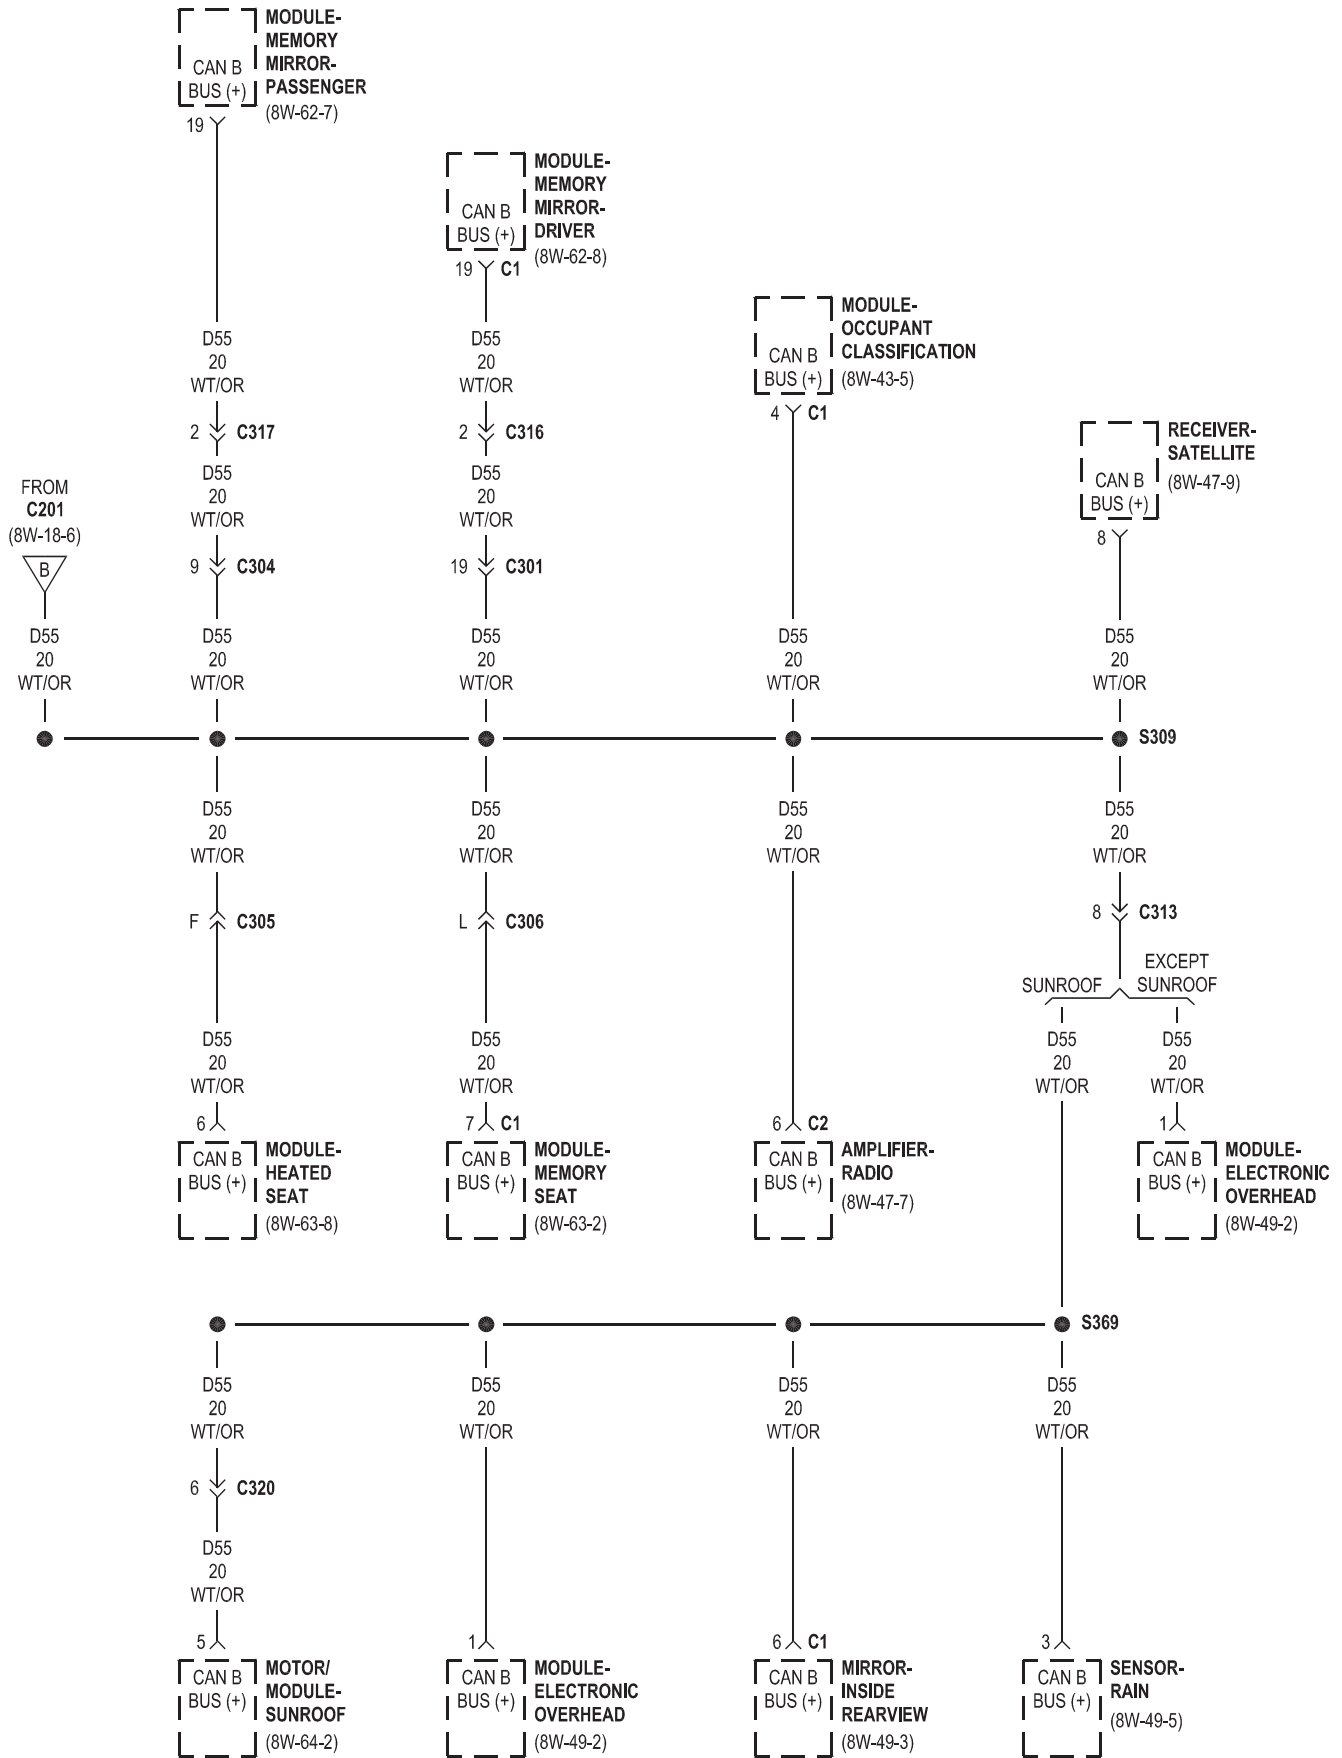 MODULE-
MEMORY
MIRROR-
PASSENGER
(8W-62-7)
CAN B
BUS (+)
19
MODULE-
MEMORY
MIRROR-
DRIVER
(8W-62-8)
CAN B
BUS (+)
19 C1
MODULE-
OCCUPANT
CLASSIFICATION
(8W-43-5)
CAN B
BUS (+)
4 C1
RECEIVER-
SATELLITE
(8W-47-9)
CAN B
BUS (+)
8
D55
20
WT/OR
2 C317
D55
20
WT/OR
9 C304
D55
20
WT/OR
D55
20
WT/OR
2 C316
D55
20
WT/OR
19 C301
D55
20
WT/OR
FROM
C201
(8W-18-6)
B
D55
20
WT/OR
D55
20
WT/OR
D55
20
WT/OR
S309
D55
20
WT/OR
F C305
D55
20
WT/OR
6
CAN B
BUS (+)
MODULE-
HEATED
SEAT
(8W-63-8)
D55
20
WT/OR
L C306
D55
20
WT/OR
7 C1
CAN B
BUS (+)
MODULE-
MEMORY
SEAT
(8W-63-2)
D55
20
WT/OR
6 C2
CAN B
BUS (+)
AMPLIFIER-
RADIO
(8W-47-7)
D55
20
WT/OR
8 C313
SUNROOF
EXCEPT
SUNROOF
D55
20
WT/OR
D55
20
WT/OR
1
CAN B
BUS (+)
MODULE-
ELECTRONIC
OVERHEAD
(8W-49-2)
S369
D55
20
WT/OR
6 C320
D55
20
WT/OR
5
CAN B
BUS (+)
MOTOR/
MODULE-
SUNROOF
(8W-64-2)
D55
20
WT/OR
1
CAN B
BUS (+)
MODULE-
ELECTRONIC
OVERHEAD
(8W-49-2)
D55
20
WT/OR
6 C1
CAN B
BUS (+)
MIRROR-
INSIDE
REARVIEW
(8W-49-3)
D55
20
WT/OR
3
CAN B
BUS (+)
SENSOR-
RAIN
(8W-49-5)